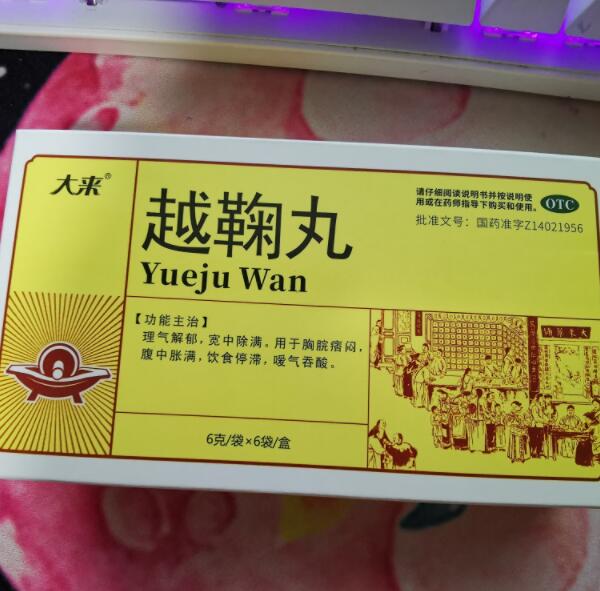 大来®
请仔细阅读说明书并按说明使
用或在药师指导下购买和使用。
OTC
批准文号：国药准字Z14021956
越鞠丸
Yueju Wan
【功能主治】
理气解郁，宽中除满。用于胸脘痞闷，
腹中胀满，饮食停滞，嗳气吞酸。
6克/袋×6袋/盒